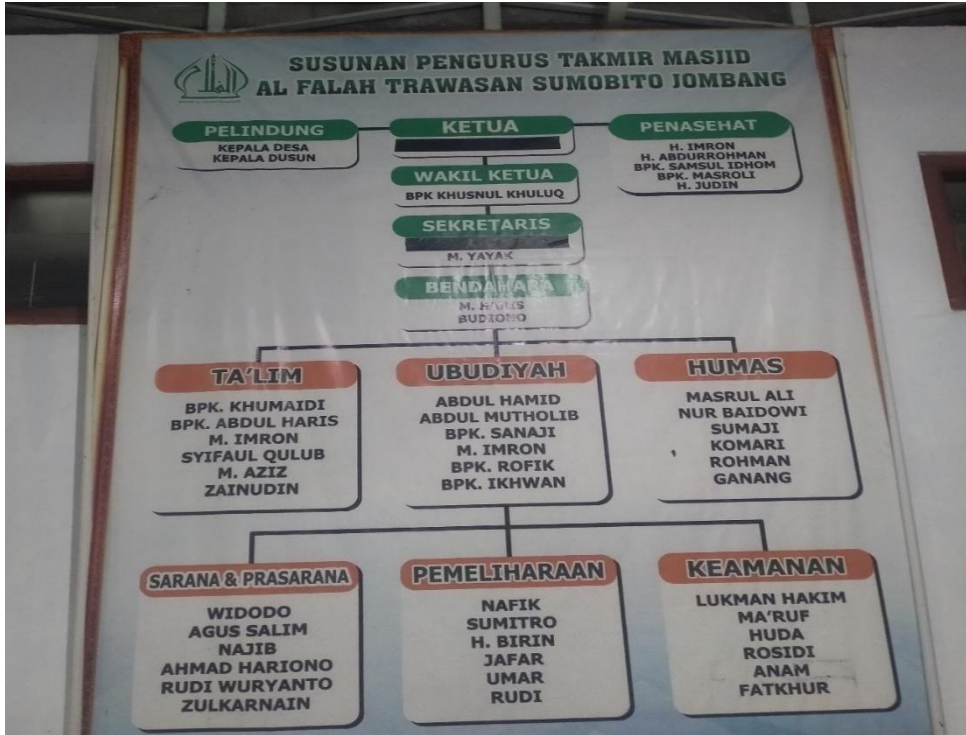 SUSUNAN PENGURUS TAKMIR MASJID
AL FALAH TRAWASAN SUMOBITO JOMBANG
PELINDUNG
KEPALA DESA
KEPALA DUSUN
KETUA
PENASEHAT
H. IMRON
H. ABDURROHMAN
BPK. SAMSUL IDHOM
BPK. MASROLI
H. JUDIN
WAKIL KETUA
BPK KHUSNUL KHULUQ
SEKRETARIS
M. YAYAK
BENDAHARA
M.
BUDIONO
TA'LIM
BPK. KHUMAIDI
BPK. ABDUL HARIS
M. IMRON
SYIFAUL QULUB
M. AZIZ
ZAINUDIN
UBUDIYAH
ABDUL HAMID
ABDUL MUTHOLIB
BPK. SANAJI
M. IMRON
BPK. ROFIK
BPK. IKHWAN
HUMAS
MASRUL ALI
NUR BAIDOWI
SUMAJI
KOMARI
ROHMAN
GANANG
SARANA & PRASARANA
WIDODO
AGUS SALIM
NAJIB
AHMAD HARIONO
RUDI WURYANTO
ZULKARNAIN
PEMELIHARAAN
NAFIK
SUMITRO
H. BIRIN
JAFAR
UMAR
RUDI
KEAMANAN
LUKMAN HAKIM
MA'RUF
HUDA
ROSIDI
ANAM
FATKHUR